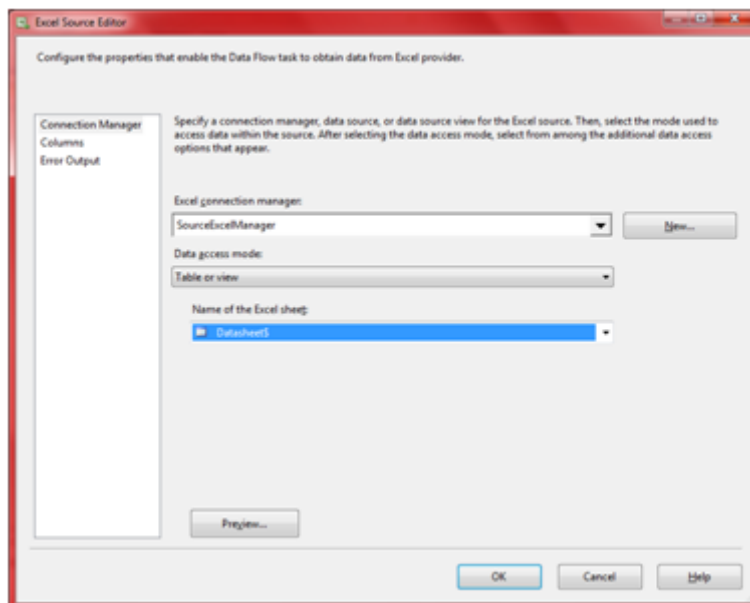 Excel Source Editor
Configure the properties that enable the Data Flow task to obtain data from Excel provider.
Connection Manager
Columns
Error Output
Specify a connection manager, data source, or data source view for the Excel source. Then, select the mode used to
access data within the source. After selecting the data access mode, select from among the additional data access
options that appear.
Excel connection manager:
SourceExcelManager
New...
Data access mode:
Table or view
Name of the Excel sheet:
Datasheet$
Preview...
OK
Cancel
Help